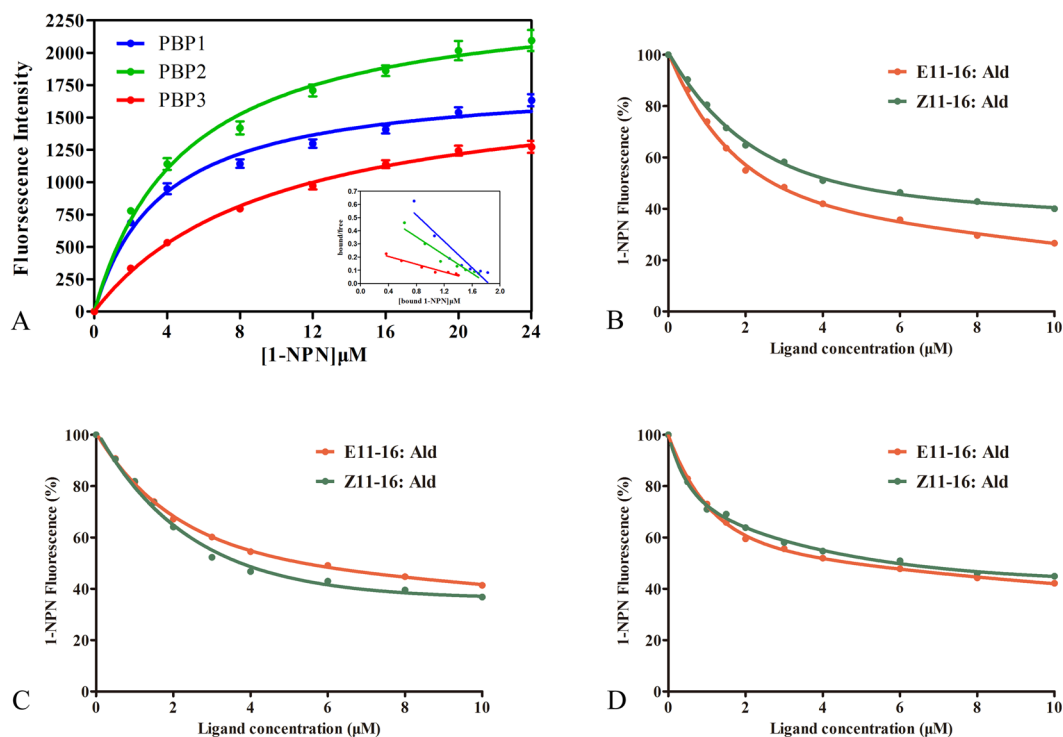 2250
2000
1750
1500
1250
1000
750
500
250
0
Fluorescence Intensity
PBP1
PBP2
PBP3
0 4 8 12 16 20 24
[1-NPN]μM
A
0.7
0.6
0.5
0.4
0.3
0.2
0.1
0.0
bound/free
0.0 0.4 0.8 1.2 1.6 2.0
[bound 1-NPN]μM
100
80
60
40
20
0
1-NPN Fluorescence (%)
E11-16: Ald
Z11-16: Ald
0 2 4 6 8 10
Ligand concentration (μM)
B
100
80
60
40
20
0
1-NPN Fluorescence (%)
E11-16: Ald
Z11-16: Ald
0 2 4 6 8 10
Ligand concentration (μM)
C
100
80
60
40
20
0
1-NPN Fluorescence (%)
E11-16: Ald
Z11-16: Ald
0 2 4 6 8 10
Ligand concentration (μM)
D